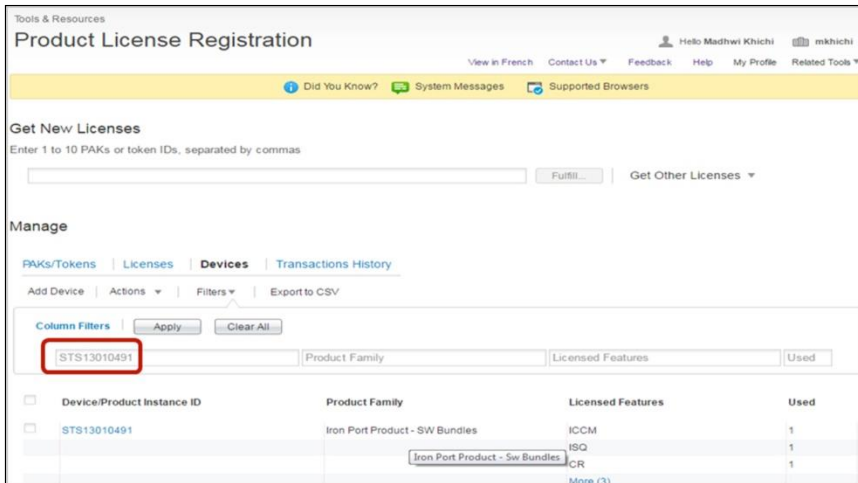 Tools & Resources
Product License Registration
Hello Madhwi Khichi mkhichi
View in French Contact Us Feedback Help My Profile Related Tools
Did You Know? System Messages Supported Browsers
Get New Licenses
Enter 1 to 10 PAKs or token IDs, separated by commas
Fulfill... Get Other Licenses
Manage
PAKs/Tokens Licenses Devices Transactions History
Add Device Actions Filters Export to CSV
Column Filters Apply Clear All
STS13010491 Product Family Licensed Features Used
Device/Product Instance ID Product Family Licensed Features Used
STS13010491 Iron Port Product - SW Bundles ICCM 1
ISQ 1
Iron Port Product - Sw Bundles
CR 1
More (3)